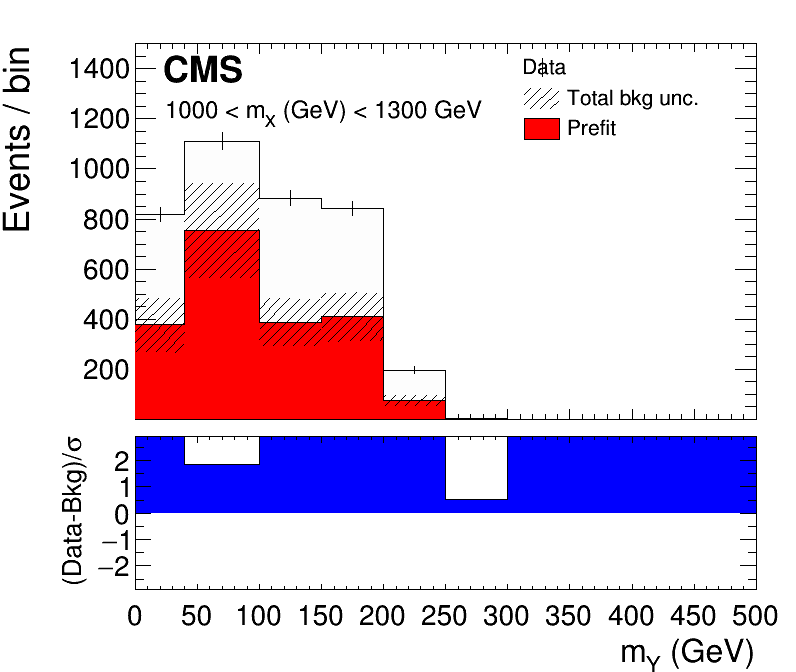 CMS
1000 < mX (GeV) < 1300 GeV
Data
Total bkg unc.
Prefit
Events / bin
1400
1200
1000
800
600
400
200
(Data-Bkg)/σ
2
1
0
−1
−2
0 50 100 150 200 250 300 350 400 450 500
mY (GeV)